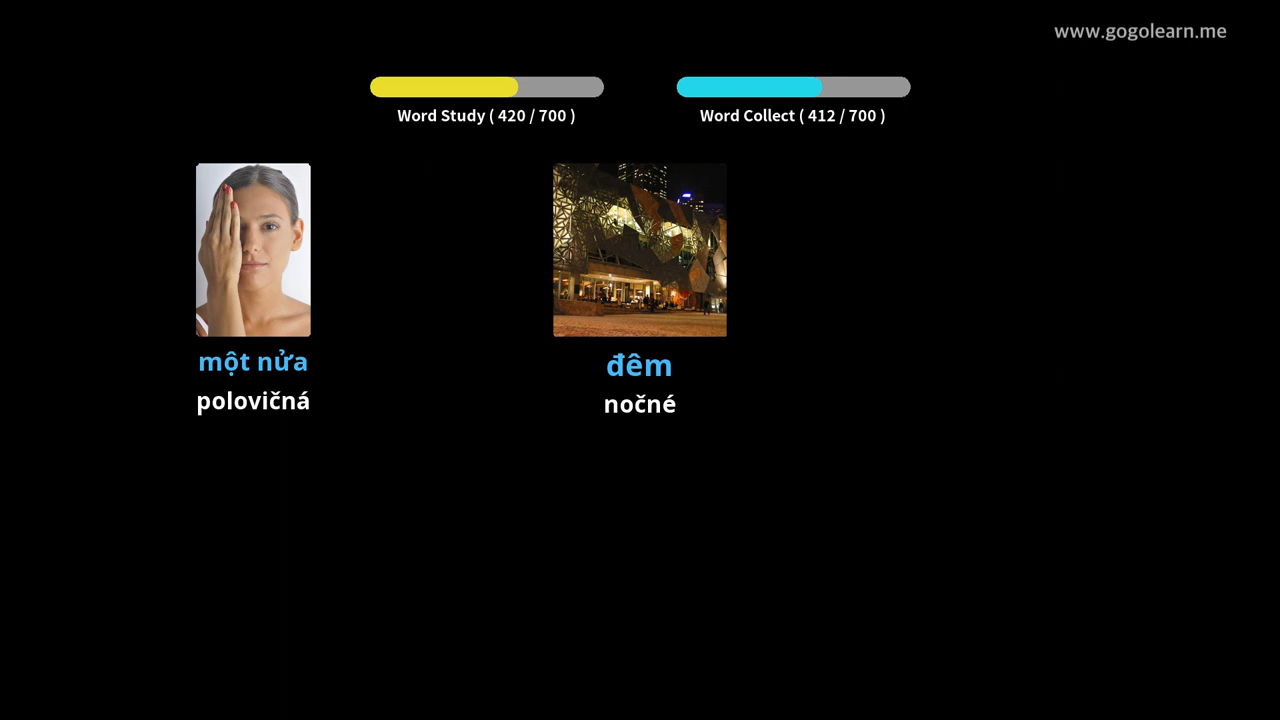 www.gogolearn.me
Word Study ( 420 / 700 )
Word Collect ( 412 / 700 )
một nửa
polovičná
đêm
nočné